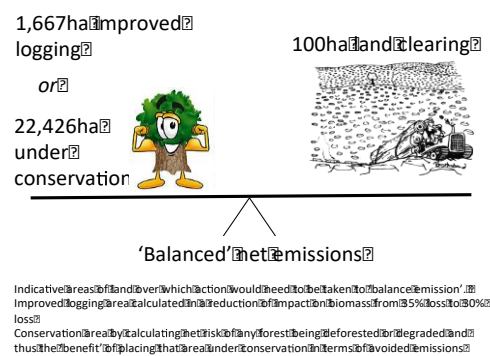 1,667ha improved
logging
or
22,426ha
under
conservation
100ha land clearing
‘Balanced’ net emissions
Indicative areas of land over which action would need to be taken to ‘balance emission’.
Improved logging area calculated in a reduction of impact on biomass from 35% loss to 30%
loss
Conservation area by calculating net risk of any forest being deforested or degraded and
thus the ‘benefit’ of placing that area under conservation in terms of avoided emissions